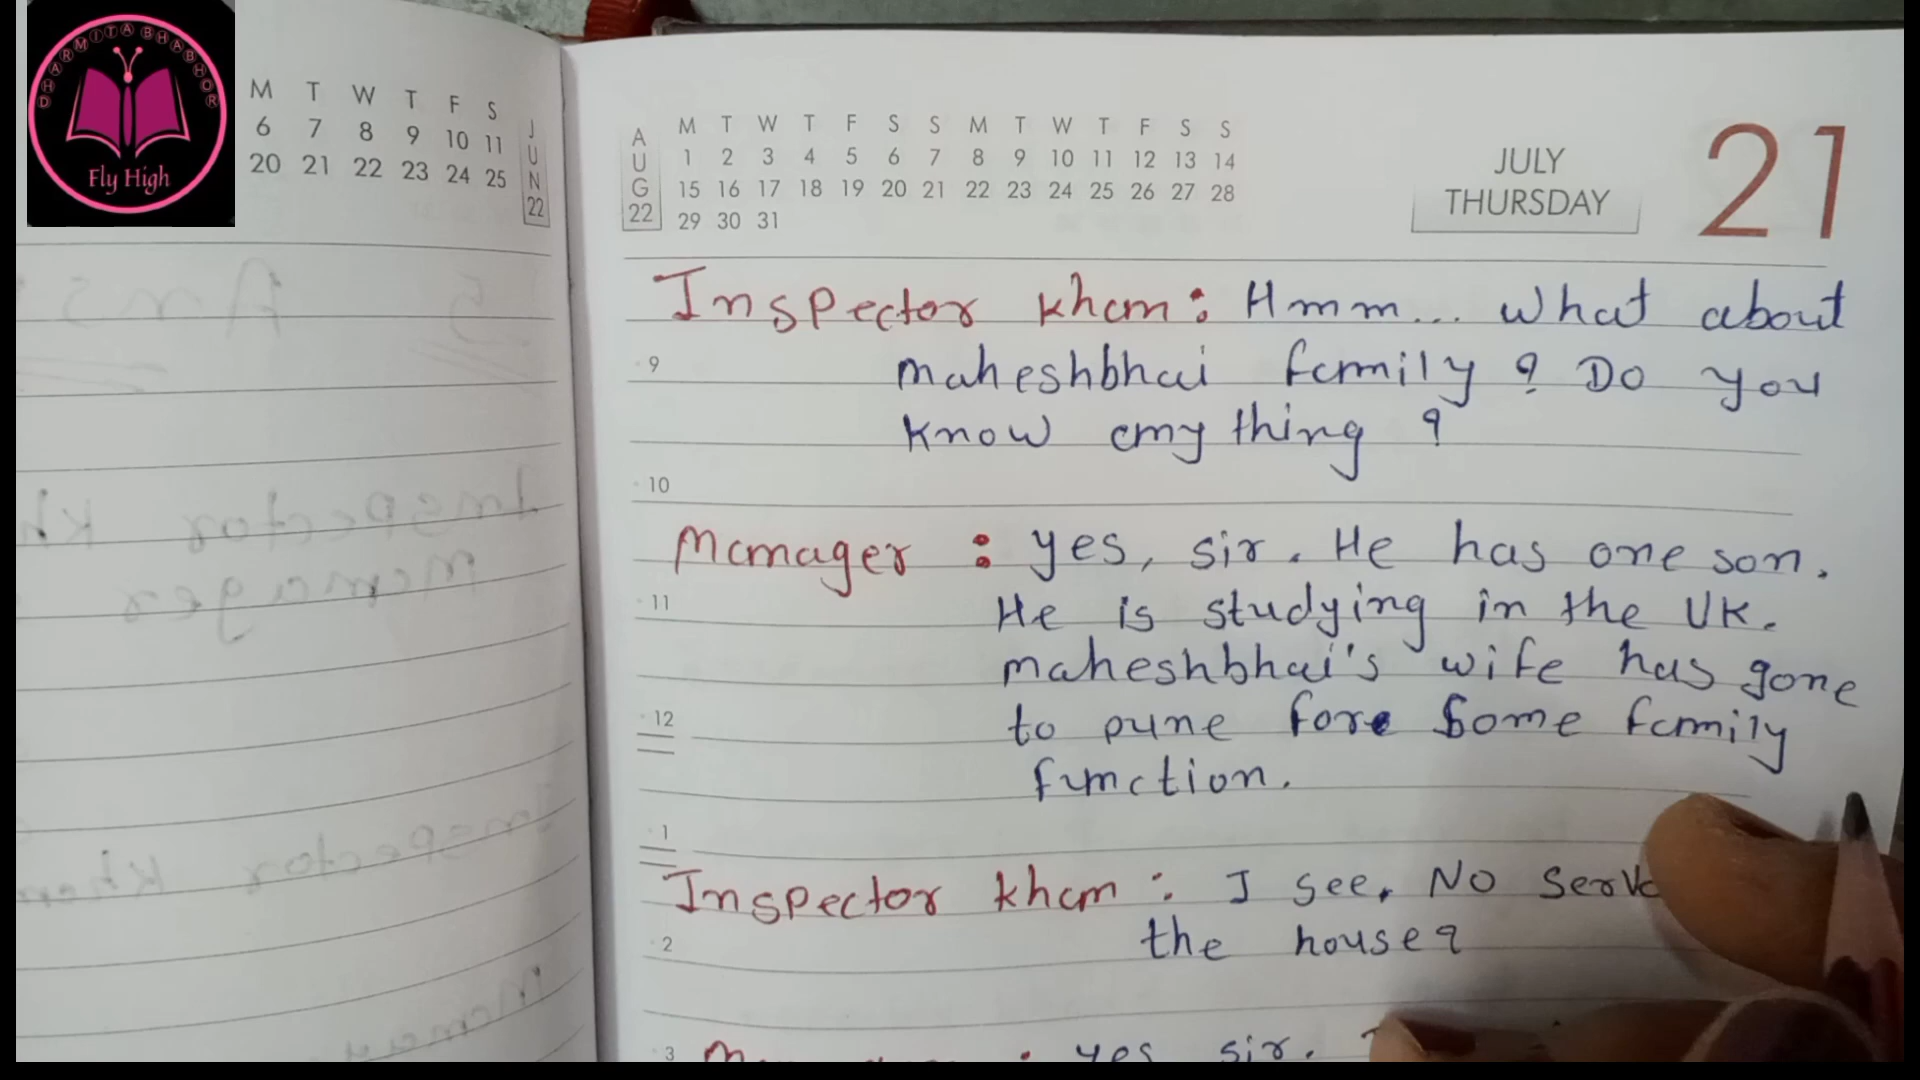 DHARMITA BHABHOR
Fly High
M T W T F S
6 7 8 9 10 11
20 21 22 23 24 25
JUN 22
AUG 22
M T W T F S S M T W T F S S
1 2 3 4 5 6 7 8 9 10 11 12 13 14
15 16 17 18 19 20 21 22 23 24 25 26 27 28
29 30 31
JULY
THURSDAY
21
Inspector khan: Hmm... what about
9
maheshbhai family? Do you
know any thing?
10
Manager : yes, sir. He has one son.
11
He is studying in the UK.
maheshbhai's wife has gone
12
to pune fore some family
function.
1
Inspector khan : I see. No
2
the house?
3
yes sir.